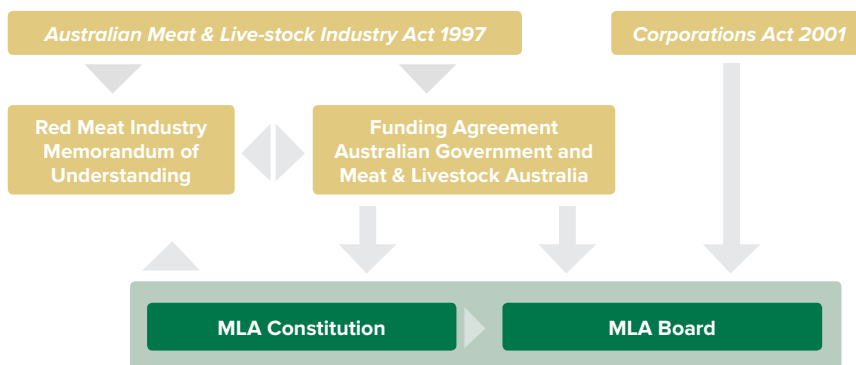 Australian Meat & Live-stock Industry Act 1997
Corporations Act 2001
Red Meat Industry
Memorandum of
Understanding
Funding Agreement
Australian Government and
Meat & Livestock Australia
MLA Constitution
MLA Board